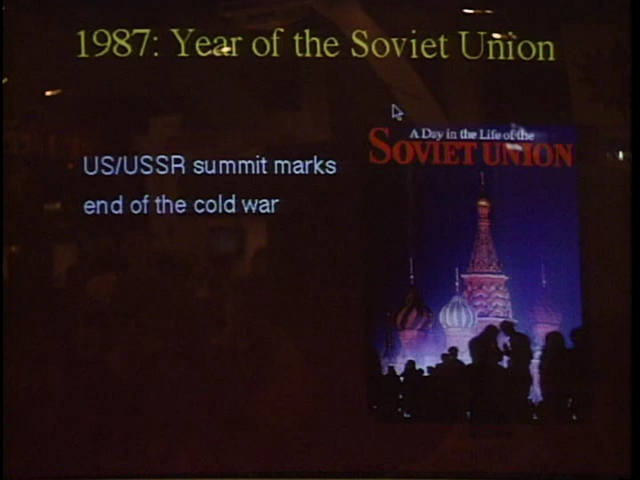 1987: Year of the Soviet Union
US/USSR summit marks
end of the cold war
A Day in the Life of the
SOVIET UNION